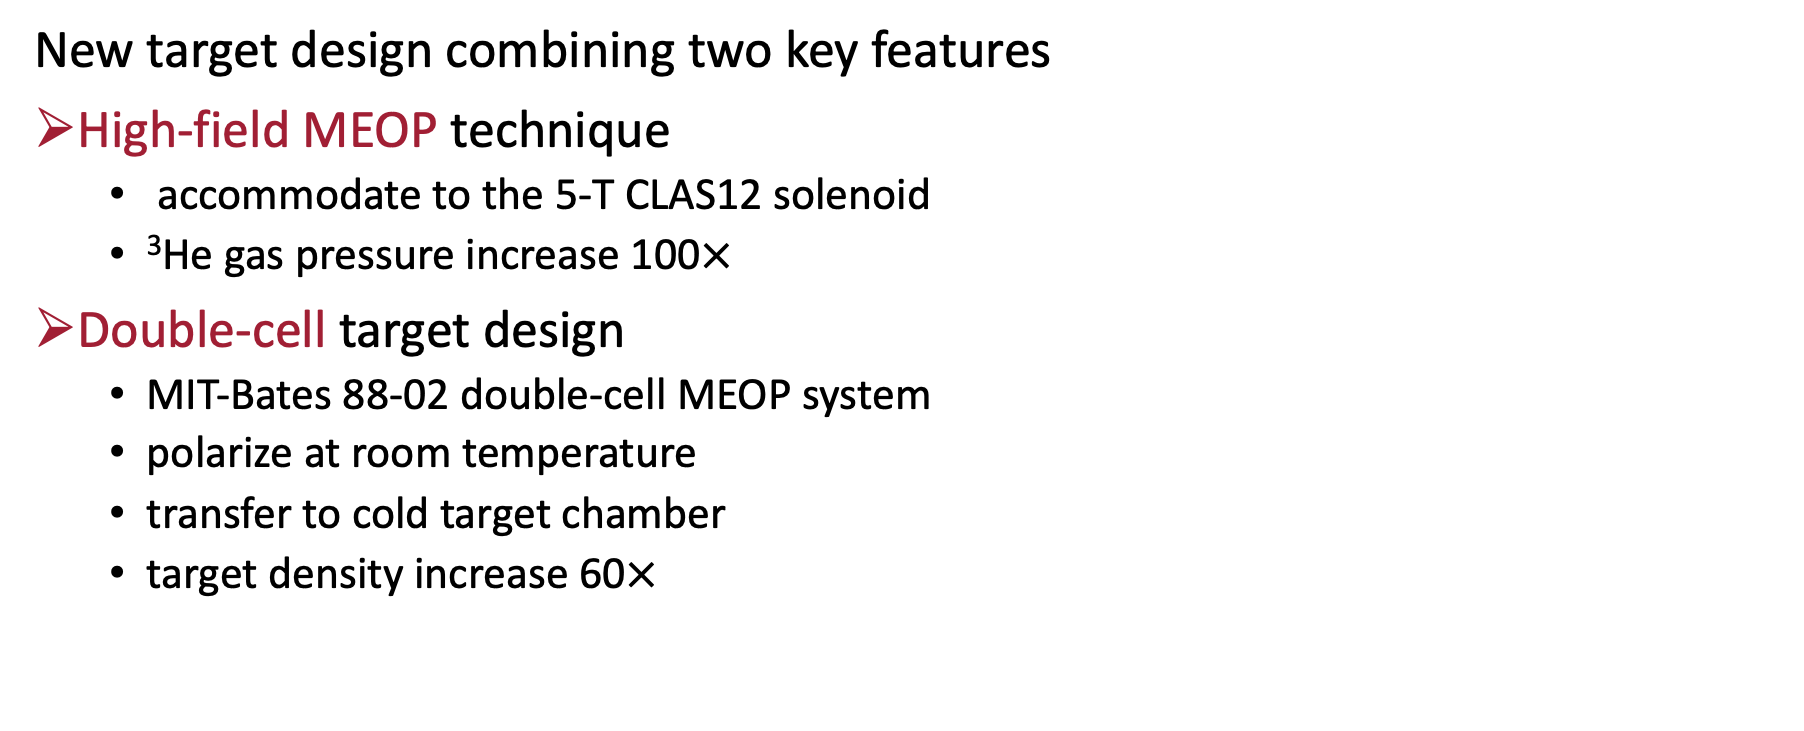 New target design combining two key features
➢High-field MEOP technique
• accommodate to the 5-T CLAS12 solenoid
• ³He gas pressure increase 100×
➢Double-cell target design
• MIT-Bates 88-02 double-cell MEOP system
• polarize at room temperature
• transfer to cold target chamber
• target density increase 60×